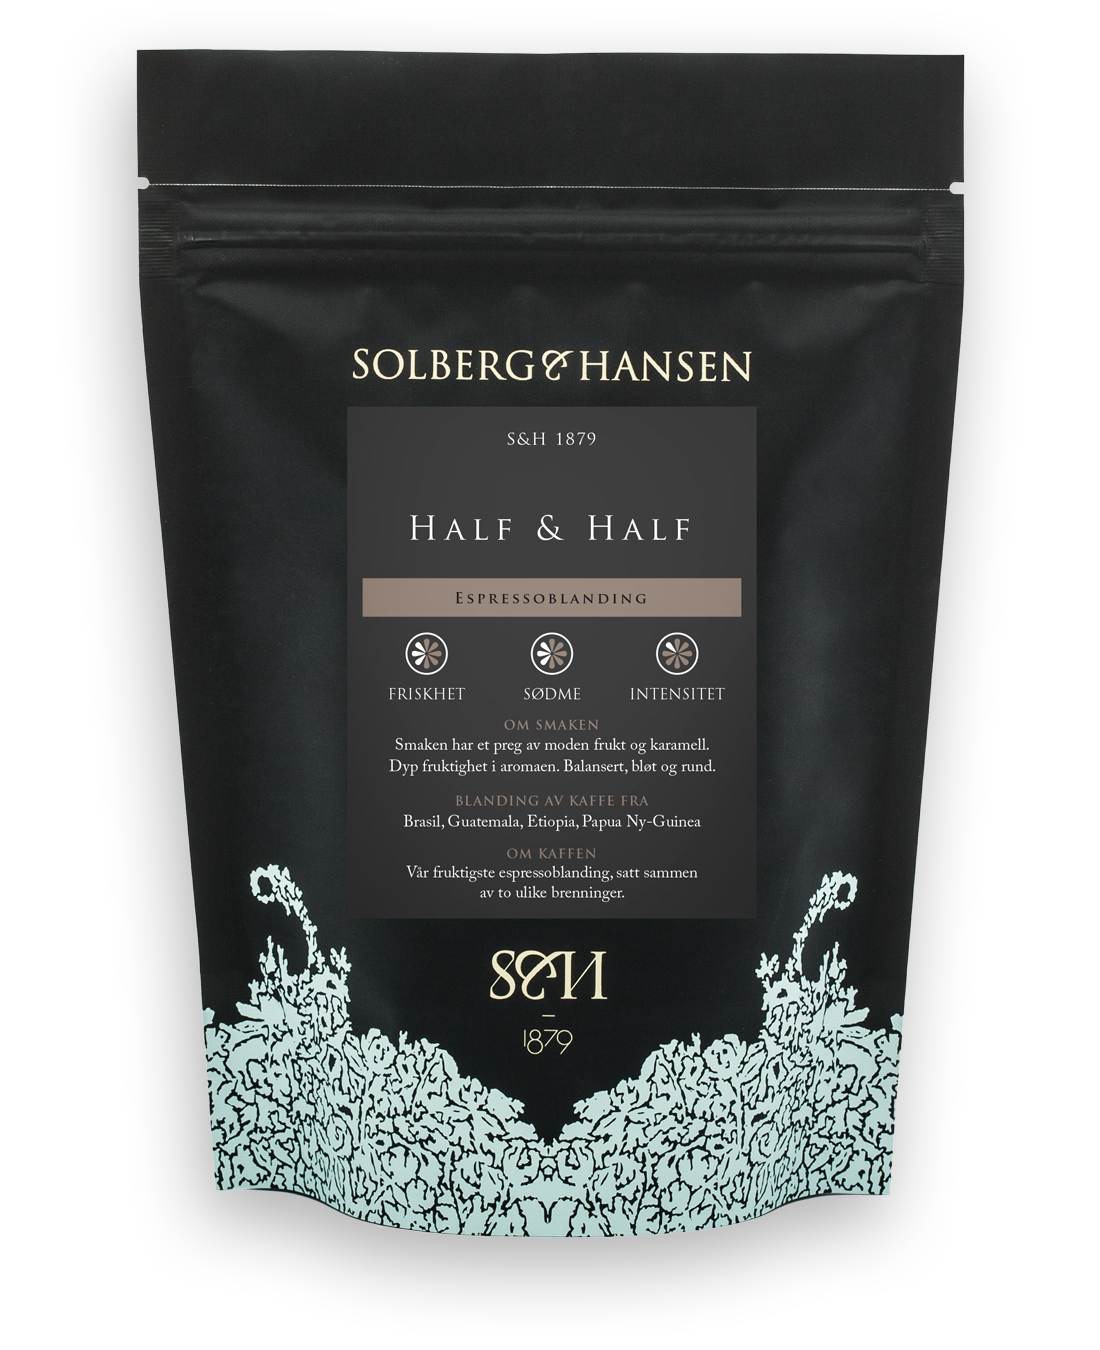 SOLBERG & HANSEN
S&H 1879
HALF & HALF
ESPRESSOBLANDING
FRISKHET SØDME INTENSITET
OM SMAKEN
Smaken har et preg av moden frukt og karamell.
Dyp fruktighet i aromaen. Balansert, bløt og rund.
BLANDING AV KAFFE FRA
Brasil, Guatemala, Etiopia, Papua Ny-Guinea
OM KAFFEN
Vår fruktigste espressoblanding, satt sammen
av to ulike brenninger.
S&H
1879